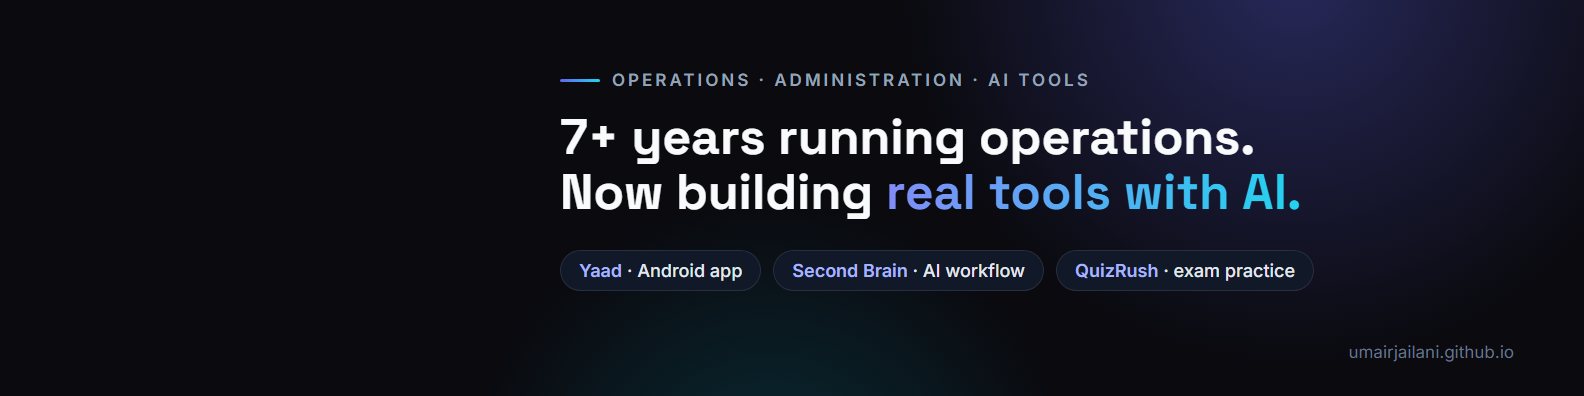 OPERATIONS · ADMINISTRATION · AI TOOLS
7+ years running operations.
Now building real tools with AI.
Yaad · Android app
Second Brain · AI workflow
QuizRush · exam practice
umairjailani.github.io